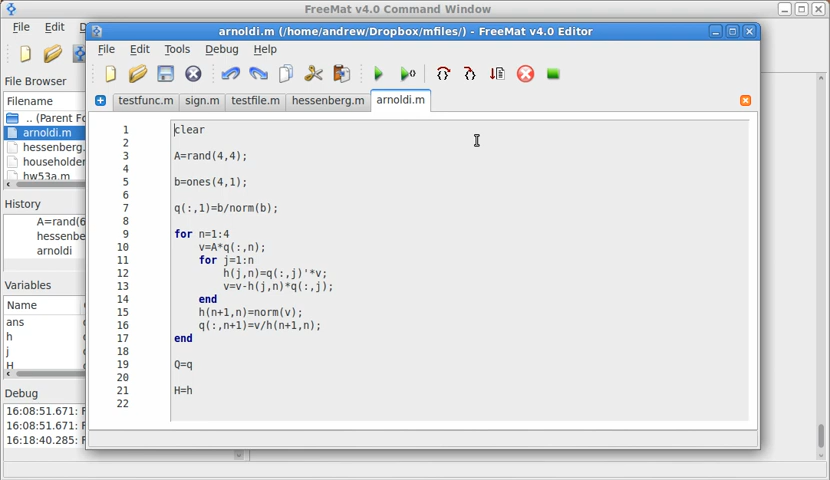 FreeMat v4.0 Command Window
File Edit
File Browser
Filename
.. (Parent Fo
arnoldi.m
hessenberg.
householder
hw53a.m
History
A=rand(6
hessenbe
arnoldi
Variables
Name
ans
h
j
H
Debug
16:08:51.671: F
16:08:51.671: F
16:18:40.285: F
arnoldi.m (/home/andrew/Dropbox/mfiles/) - FreeMat v4.0 Editor
File Edit Tools Debug Help
testfunc.m sign.m testfile.m hessenberg.m arnoldi.m
1 clear
2
3 A=rand(4,4);
4
5 b=ones(4,1);
6
7 q(:,1)=b/norm(b);
8
9 for n=1:4
10 v=A*q(:,n);
11 for j=1:n
12 h(j,n)=q(:,j)'*v;
13 v=v-h(j,n)*q(:,j);
14 end
15 h(n+1,n)=norm(v);
16 q(:,n+1)=v/h(n+1,n);
17 end
18
19 Q=q
20
21 H=h
22